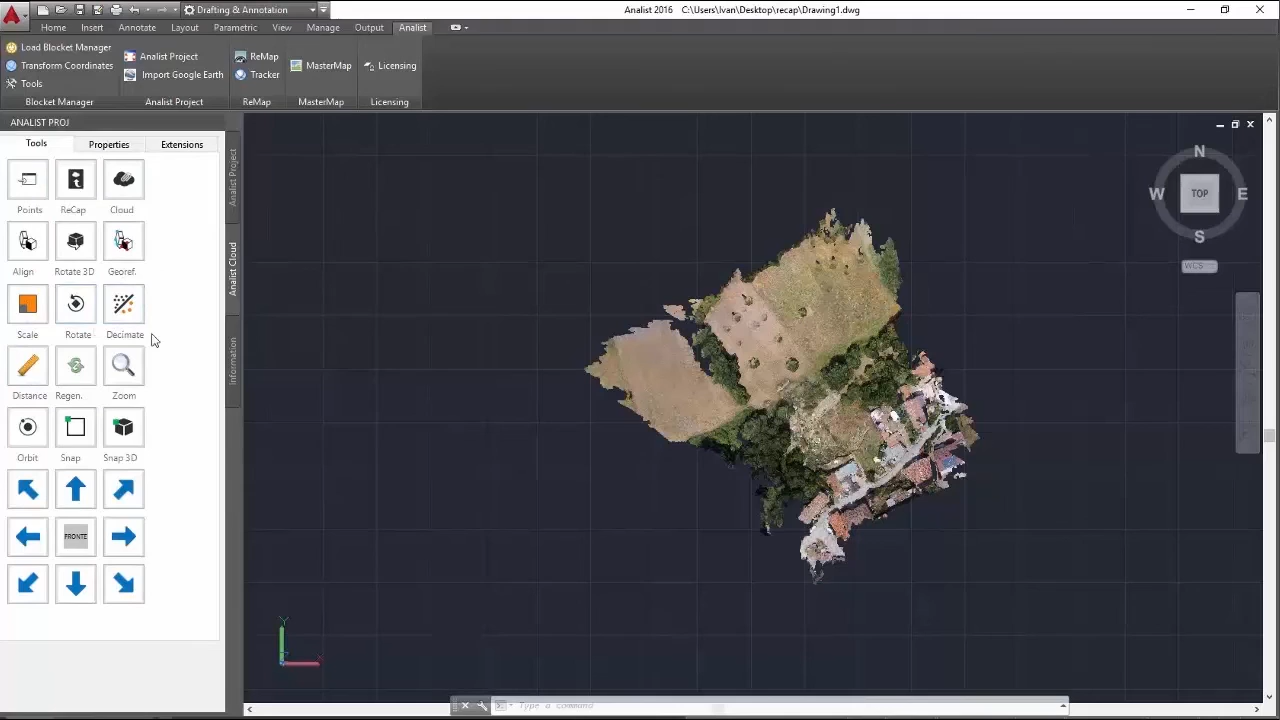 Drafting & Annotation
Analist 2016 C:\Users\Ivan\Desktop\recap\Drawing1.dwg
Home Insert Annotate Layout Parametric View Manage Output Analist
Load Blocket Manager
Transform Coordinates
Tools
Blocket Manager
Analist Project
Import Google Earth
Analist Project
ReMap
Tracker
ReMap
MasterMap
MasterMap
Licensing
Licensing
ANALIST PROJ
Tools Properties Extensions
Points ReCap Cloud
Align Rotate 3D Georef.
Scale Rotate Decimate
Distance Regen. Zoom
Orbit Snap Snap 3D
FRONTE
Analist Project
Analist Cloud
Information
N
W TOP E
S
WCS
Y
Type a command